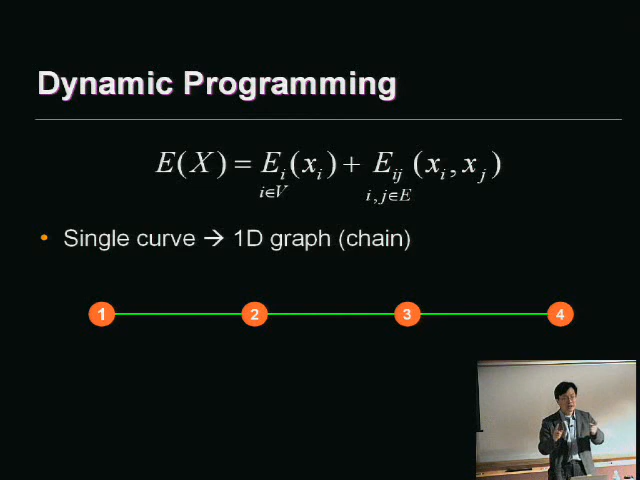 Dynamic Programming
E(X) = E_i(x_i) + E_ij(x_i, x_j)
i∈V i,j∈E
• Single curve → 1D graph (chain)
1 2 3 4